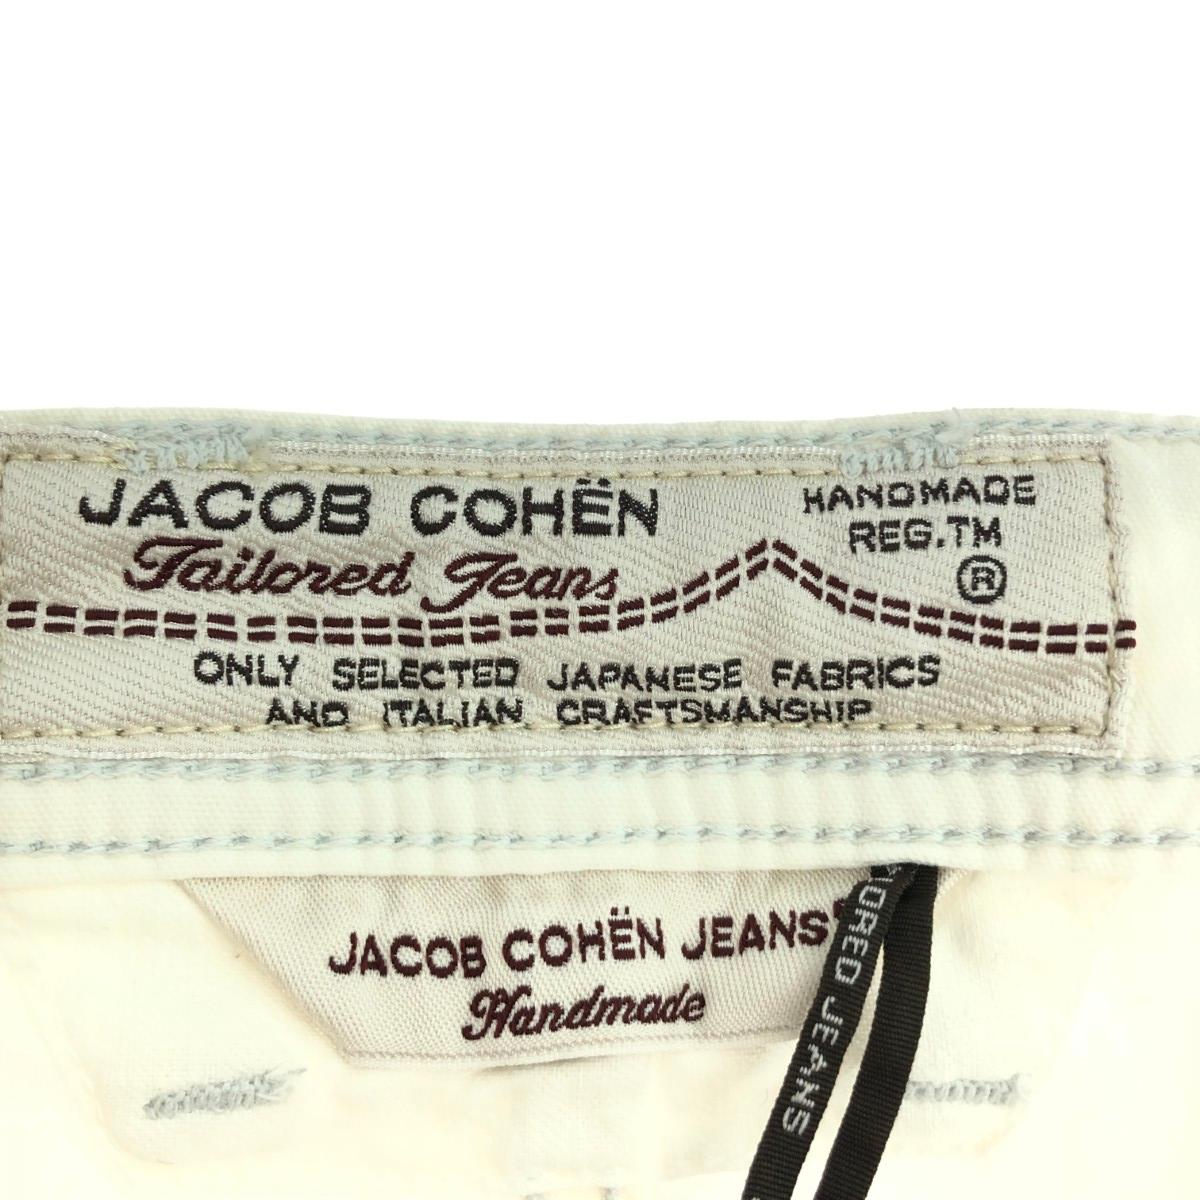 JACOB COHËN
Tailored Jeans
HANDMADE
REG.TM
®
ONLY SELECTED JAPANESE FABRICS
AND ITALIAN CRAFTSMANSHIP
JACOB COHËN JEANS
Handmade
JEANS